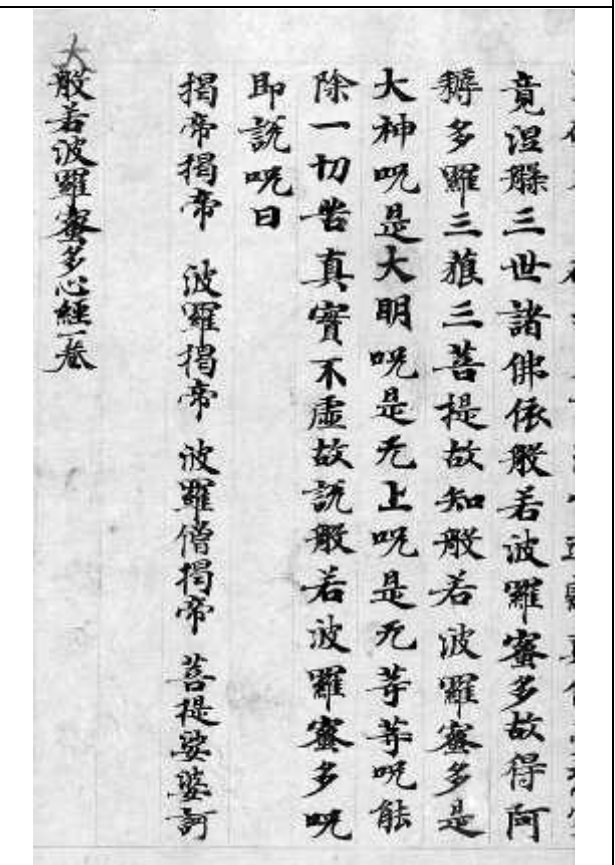 竟涅槃三世諸佛依般若波羅蜜多故得阿
耨多羅三藐三菩提故知般若波羅蜜多是
大神呪是大明呪是无上呪是无等等呪能
除一切苦真實不虛故説般若波羅蜜多呪
即説呪曰
揭帝揭帝 波羅揭帝 波羅僧揭帝 菩提娑婆訶
大般若波羅蜜多心經一卷